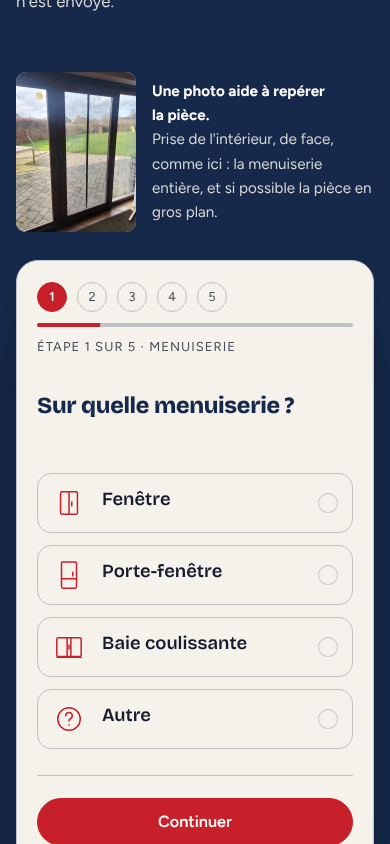 n'est envoyé.
Une photo aide à repérer
la pièce.
Prise de l'intérieur, de face,
comme ici : la menuiserie
entière, et si possible la pièce en
gros plan.
1 2 3 4 5
ÉTAPE 1 SUR 5 · MENUISERIE
Sur quelle menuiserie ?
Fenêtre
Porte-fenêtre
Baie coulissante
? Autre
Continuer